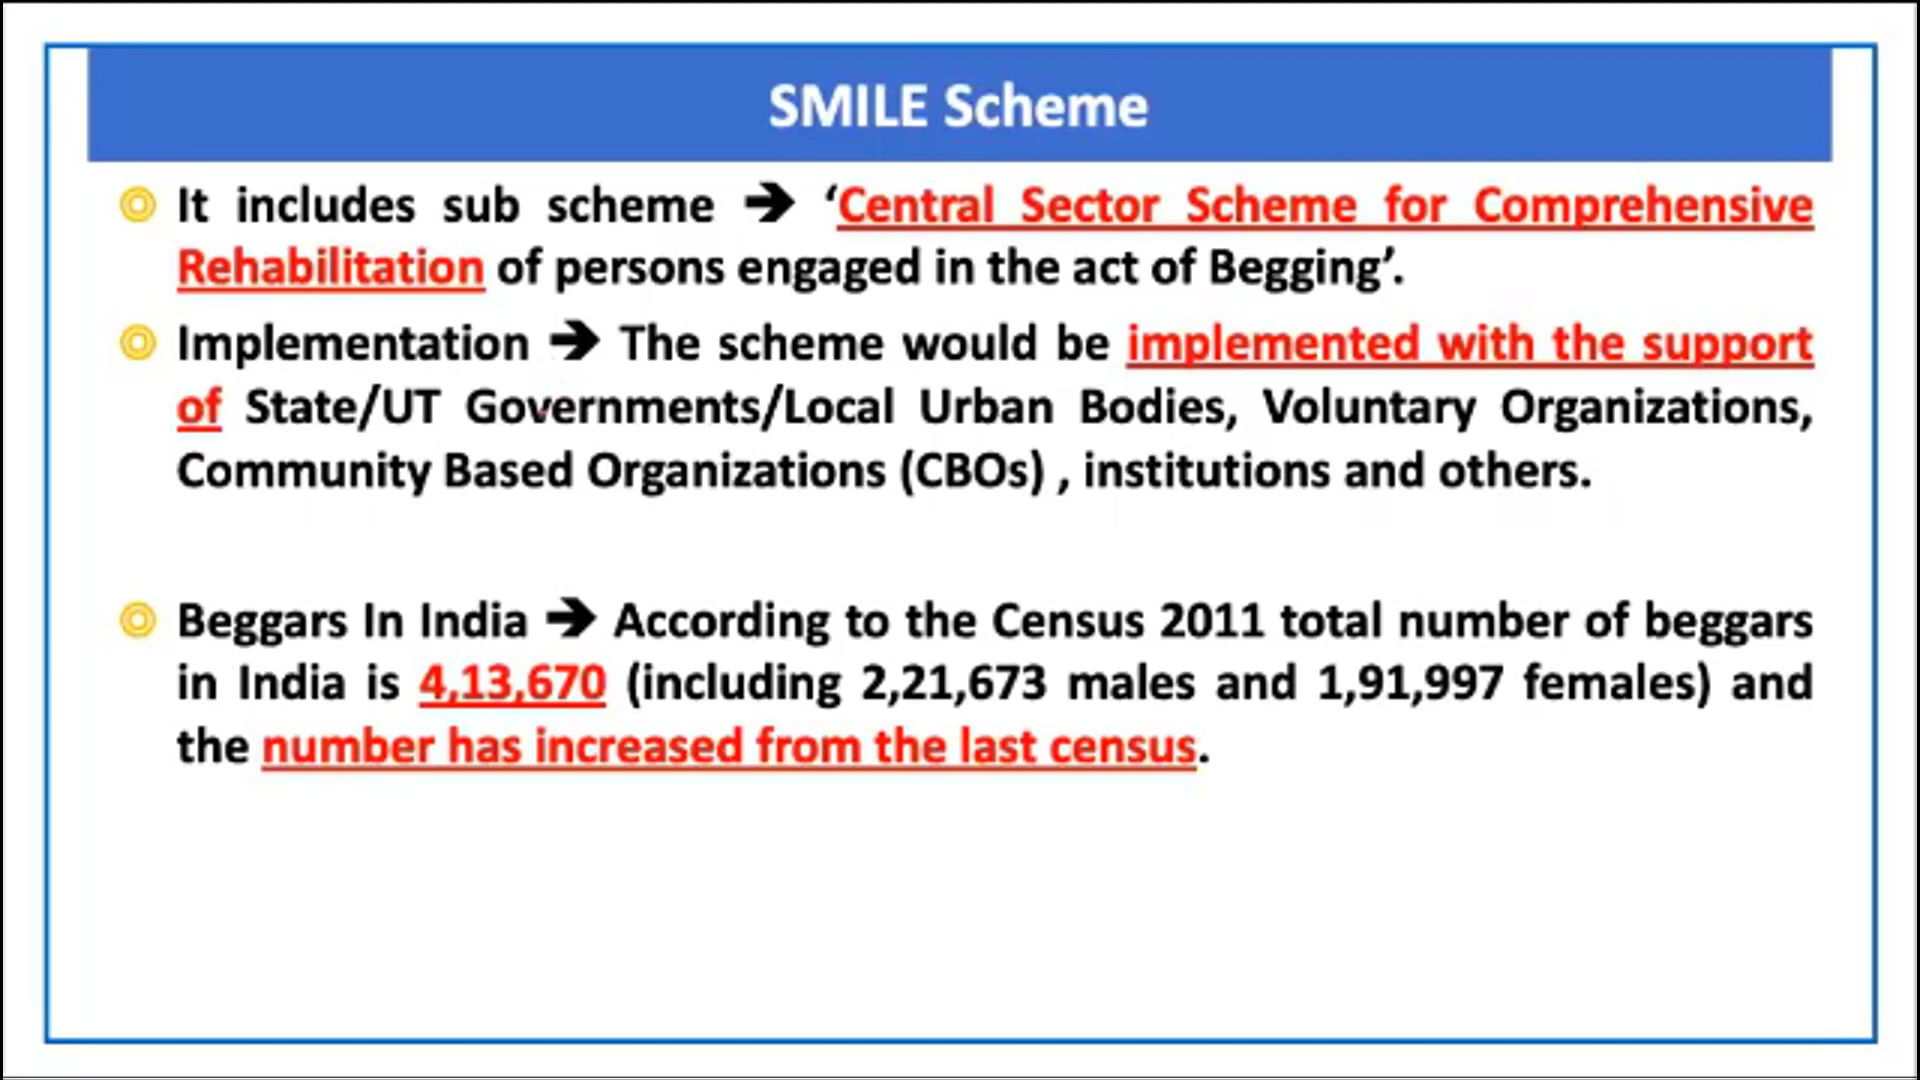 SMILE Scheme
It includes sub scheme ➔ ‘Central Sector Scheme for Comprehensive
Rehabilitation of persons engaged in the act of Begging’.
Implementation ➔ The scheme would be implemented with the support
of State/UT Governments/Local Urban Bodies, Voluntary Organizations,
Community Based Organizations (CBOs) , institutions and others.
Beggars In India ➔ According to the Census 2011 total number of beggars
in India is 4,13,670 (including 2,21,673 males and 1,91,997 females) and
the number has increased from the last census.